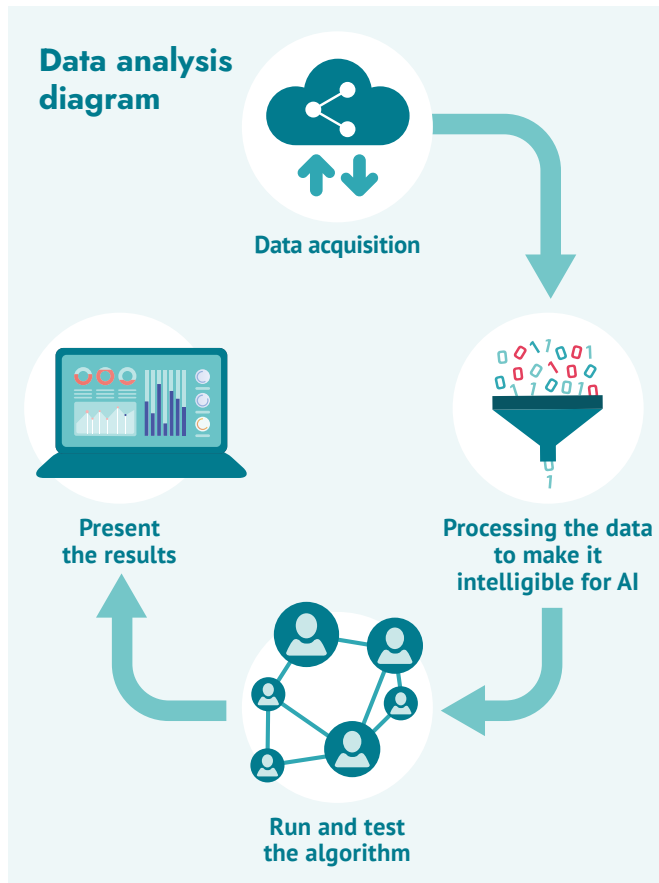 Data analysis
diagram
Data acquisition
Processing the data
to make it
intelligible for AI
Run and test
the algorithm
Present
the results